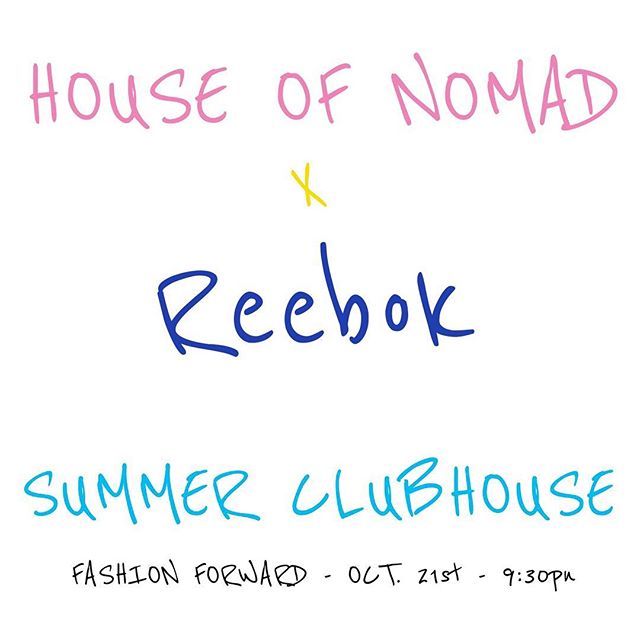 HOUSE OF NOMAD
x
Reebok
SUMMER CLUBHOUSE
FASHION FORWARD - OCT. 21st - 9:30pm